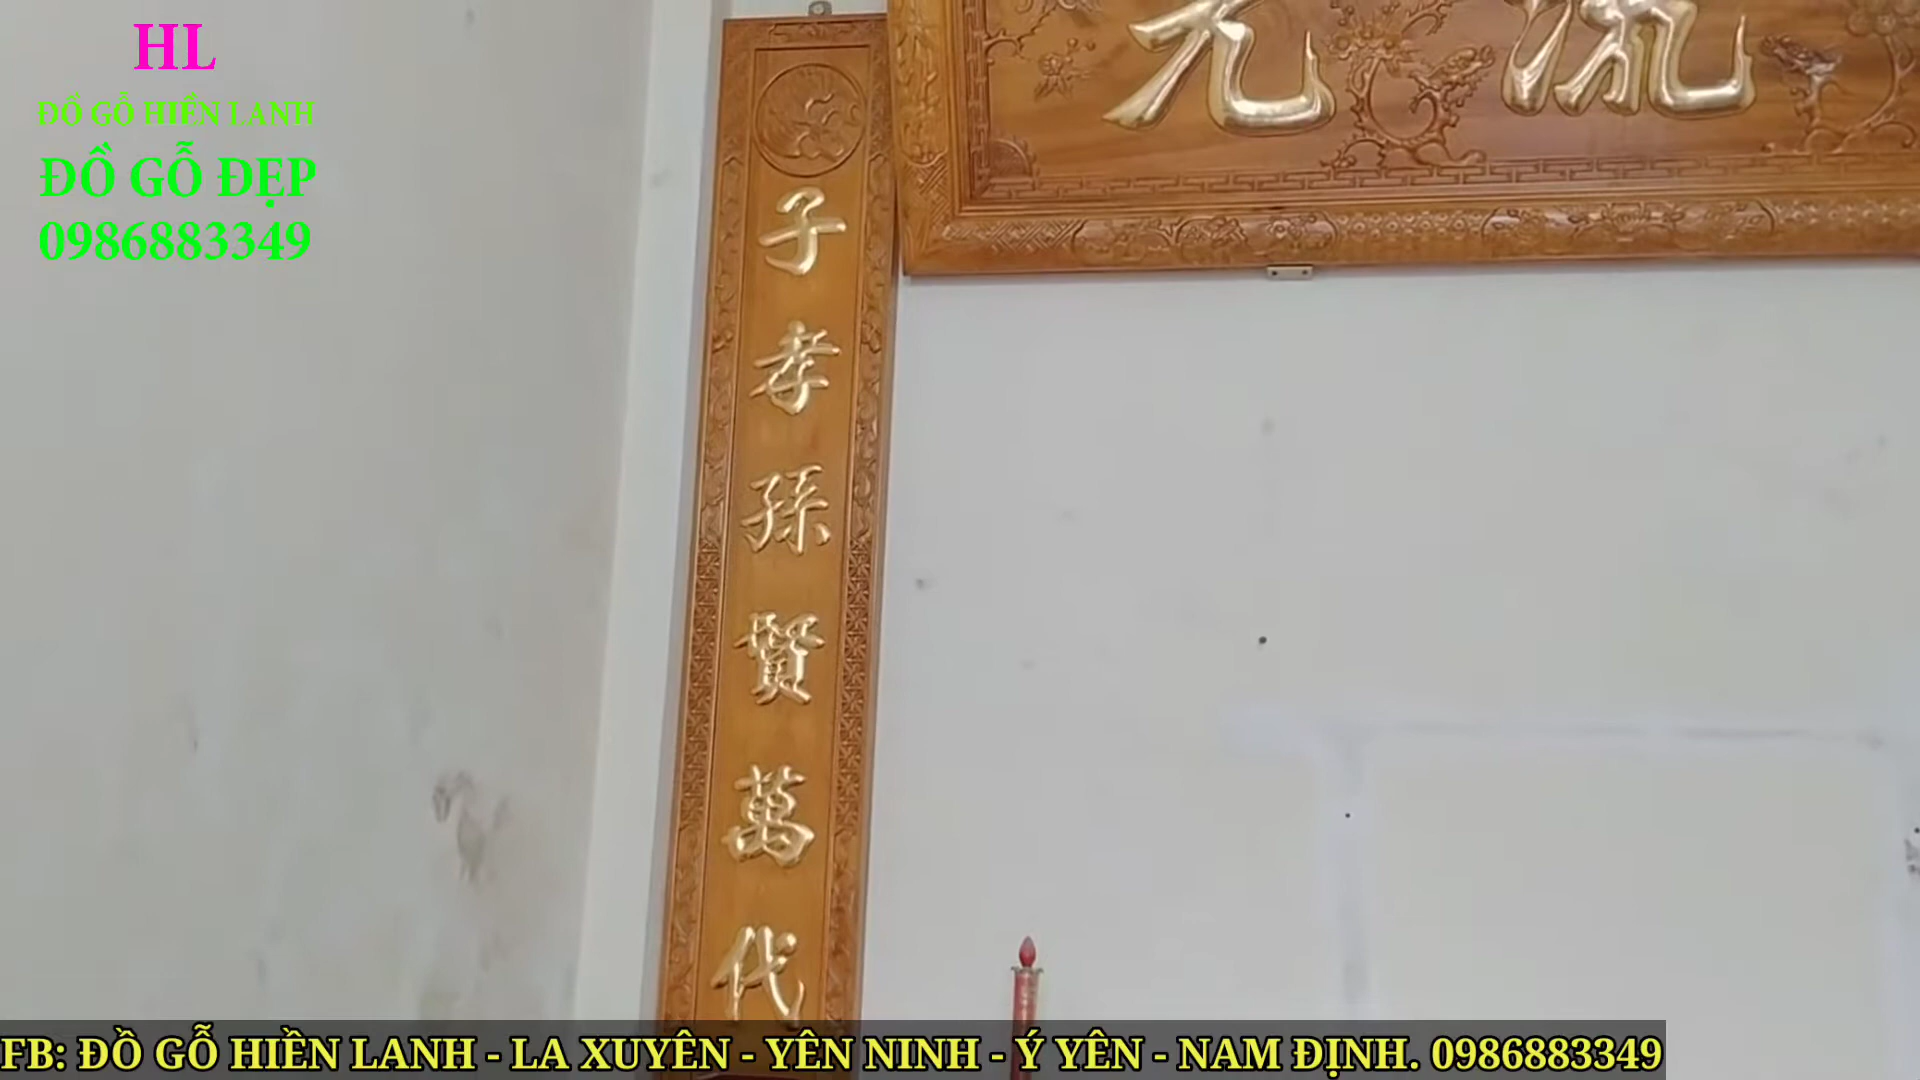 HL
ĐỒ GỖ HIỀN LANH
ĐỒ GỖ ĐẸP
0986883349
光流
子孝孫賢萬代
FB: ĐỒ GỖ HIỀN LANH - LA XUYÊN - YÊN NINH - Ý YÊN - NAM ĐỊNH. 0986883349